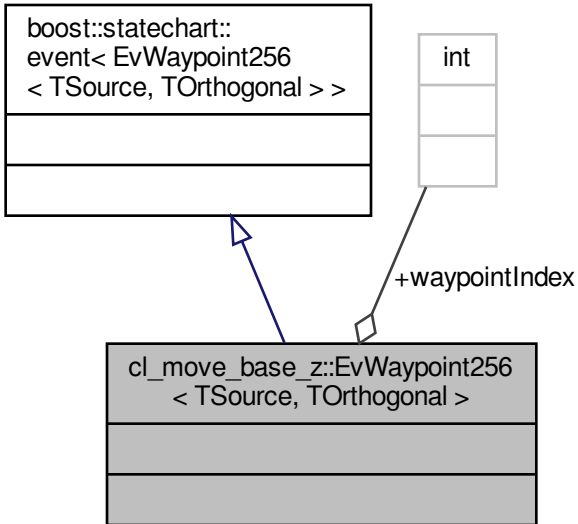 boost::statechart::
event< EvWaypoint256
< TSource, TOrthogonal > >
int
+waypointIndex
cl_move_base_z::EvWaypoint256
< TSource, TOrthogonal >